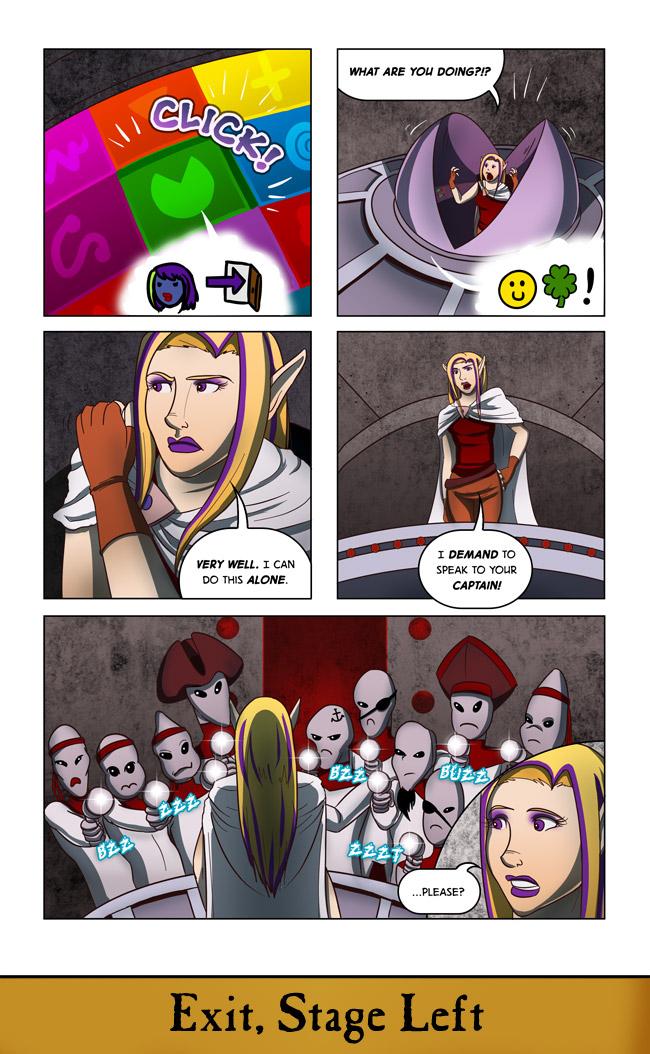 CLICK!
WHAT ARE YOU DOING?!?
!
VERY WELL. I CAN
DO THIS ALONE.
I DEMAND TO
SPEAK TO YOUR
CAPTAIN!
BZZ
ZZZ
BZZ
BUZZ
ZZZT
...PLEASE?
Exit, Stage Left